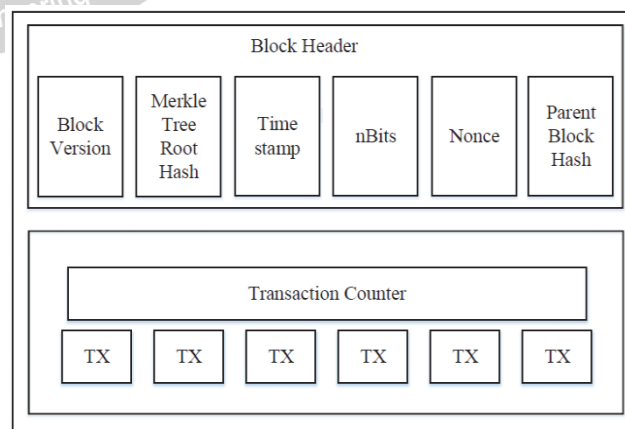 Block Header
Block
Version
Merkle
Tree
Root
Hash
Time
stamp
nBits
Nonce
Parent
Block
Hash
Transaction Counter
TX
TX
TX
TX
TX
TX